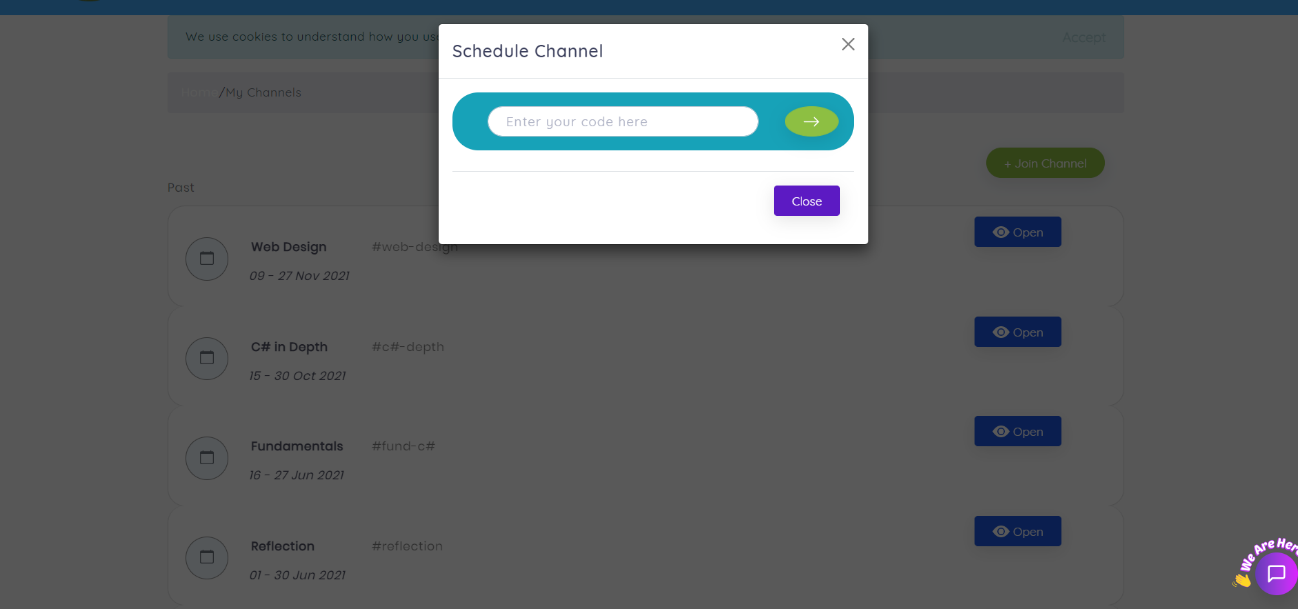 We use cookies to understand how you us
Accept
Schedule Channel
Home/My Channels
Enter your code here
+ Join Channel
Past
Close
Web Design #web-design Open
09 - 27 Nov 2021
C# in Depth #c#-depth Open
15 - 30 Oct 2021
Fundamentals #fund-c# Open
16 - 27 Jun 2021
Reflection #reflection Open
01 - 30 Jun 2021
We Are Here